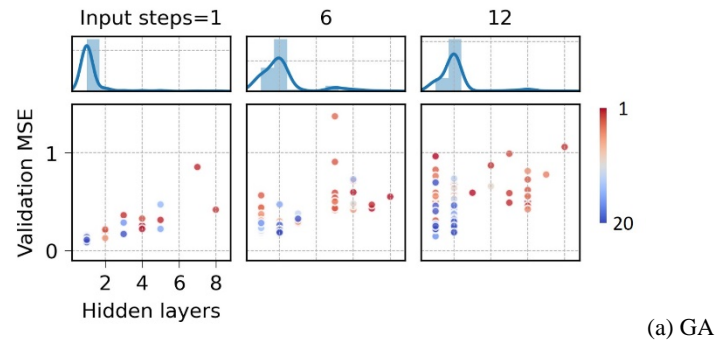 Input steps=1 6 12
Validation MSE
1
0
2 4 6 8
Hidden layers
1
20
(a) GA